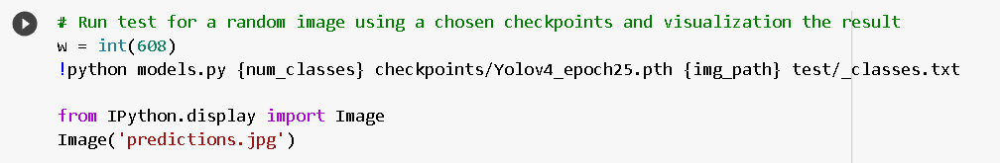 # Run test for a random image using a chosen checkpoints and visualization the result
w = int(608)
!python models.py {num_classes} checkpoints/Yolov4_epoch25.pth {img_path} test/_classes.txt
from IPython.display import Image
Image('predictions.jpg')